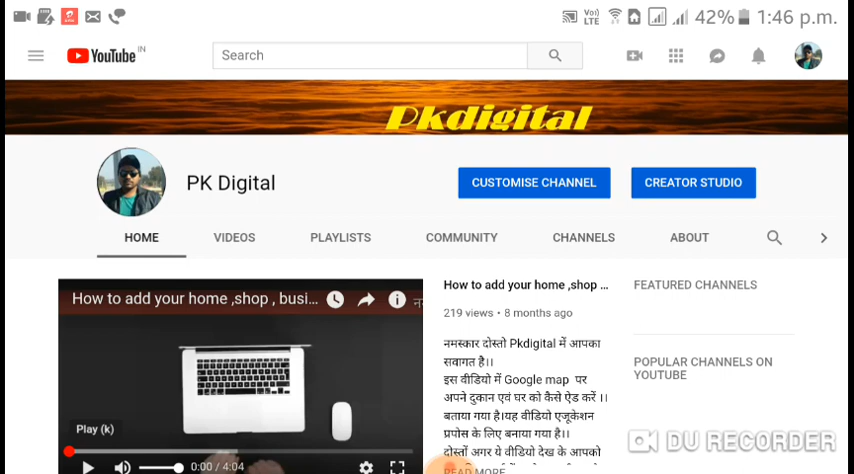 VoI)
LTE
42%
1:46 p.m.
YouTube IN
Search
Pkdigital
PK Digital
CUSTOMISE CHANNEL
CREATOR STUDIO
HOME
VIDEOS
PLAYLISTS
COMMUNITY
CHANNELS
ABOUT
How to add your home ,shop , busi...
Play (k)
0:00 / 4:04
How to add your home ,shop ...
219 views • 8 months ago
नमस्कार दोस्तो Pkdigital में आपका
सवागत है।।
इस वीडियो में Google map पर
अपने दुकान एवं घर को कैसे ऐड करें ।।
बताया गया है।यह वीडियो एजूकेशन
प्रपोस के लिए बनाया गया है।।
दोस्तों अगर ये वीडियो देख के आपको
READ MORE
FEATURED CHANNELS
POPULAR CHANNELS ON
YOUTUBE
DU RECORDER